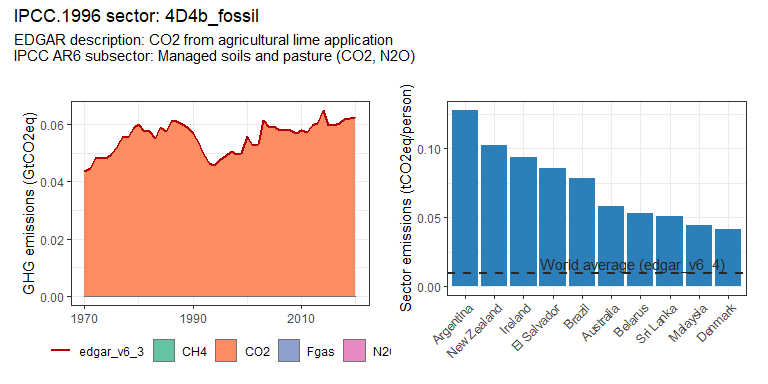 IPCC.1996 sector: 4D4b_fossil
EDGAR description: CO2 from agricultural lime application
IPCC AR6 subsector: Managed soils and pasture (CO2, N2O)
GHG emissions (GtCO2eq)
0.06
0.04
0.02
0.00
1970
1990
2010
edgar_v6_3
CH4
CO2
Fgas
N2
Sector emissions (tCO2eq/person)
0.10
0.05
0.00
World average (edgar_v6_4)
Argentina
New Zealand
Ireland
El Salvador
Brazil
Australia
Belarus
Sri Lanka
Malaysia
Denmark